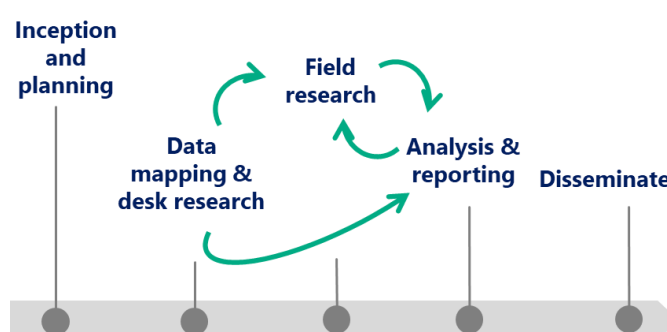 Inception
and
planning
Data
mapping &
desk research
Field
research
Analysis &
reporting
Disseminate